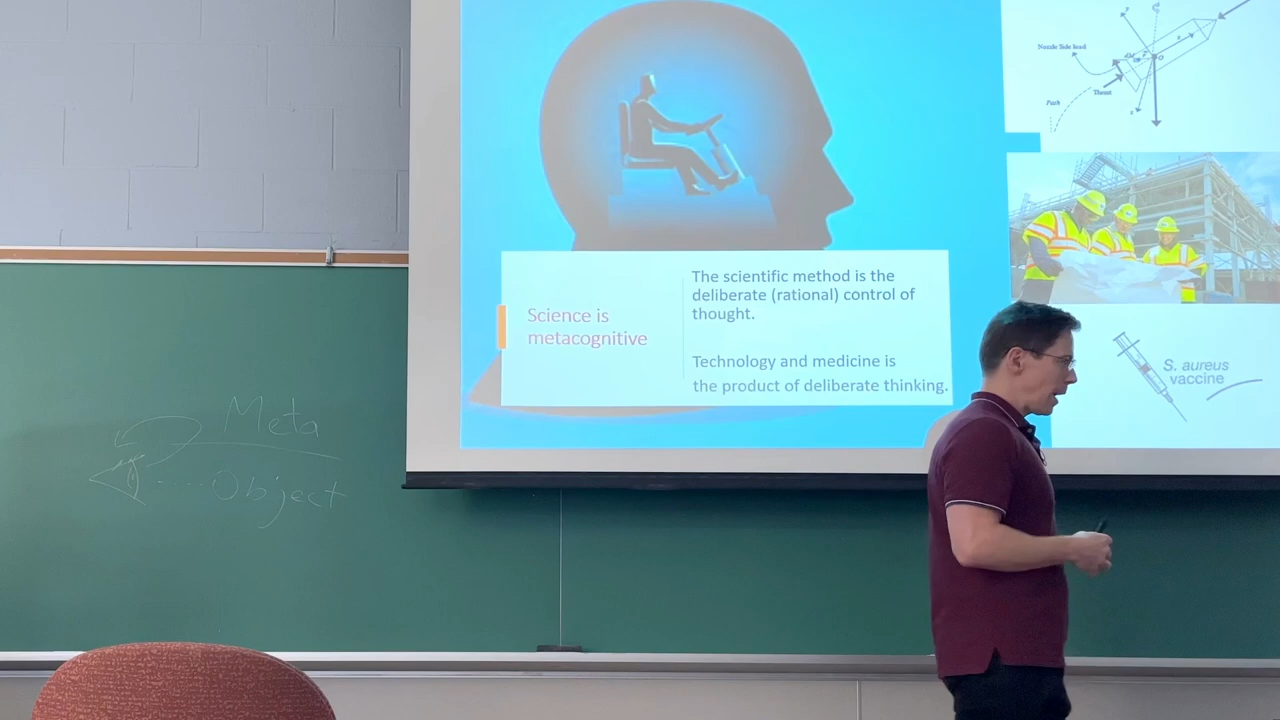 Meta
Object
Science is
metacognitive
The scientific method is the
deliberate (rational) control of
thought.
Technology and medicine is
the product of deliberate thinking.
Nozzle Side load
Thrust
Path
S. aureus
vaccine